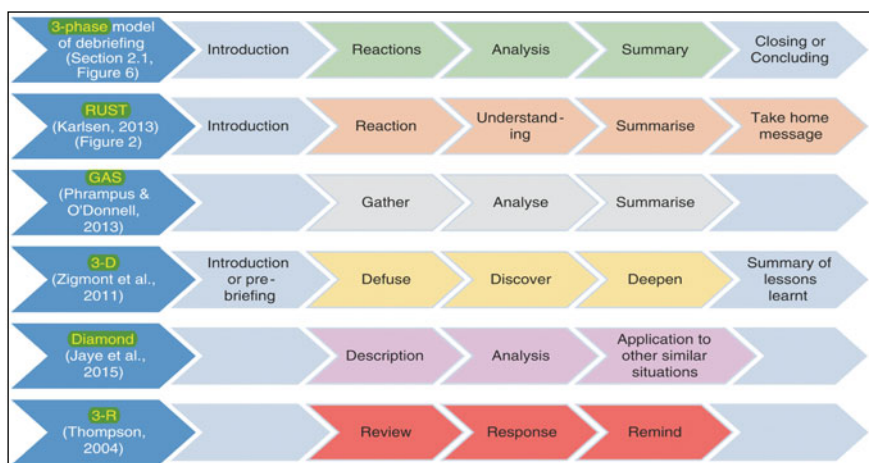 3-phase model
of debriefing
(Section 2.1,
Figure 6)
Introduction
Reactions
Analysis
Summary
Closing or
Concluding
RUST
(Karlsen, 2013)
(Figure 2)
Introduction
Reaction
Understand-
ing
Summarise
Take home
message
GAS
(Phrampus &
O'Donnell,
2013)
Gather
Analyse
Summarise
3-D
(Zigmont et al.,
2011)
Introduction
or pre-
briefing
Defuse
Discover
Deepen
Summary of
lessons
learnt
Diamond
(Jaye et al.,
2015)
Description
Analysis
Application to
other similar
situations
3-R
(Thompson,
2004)
Review
Response
Remind